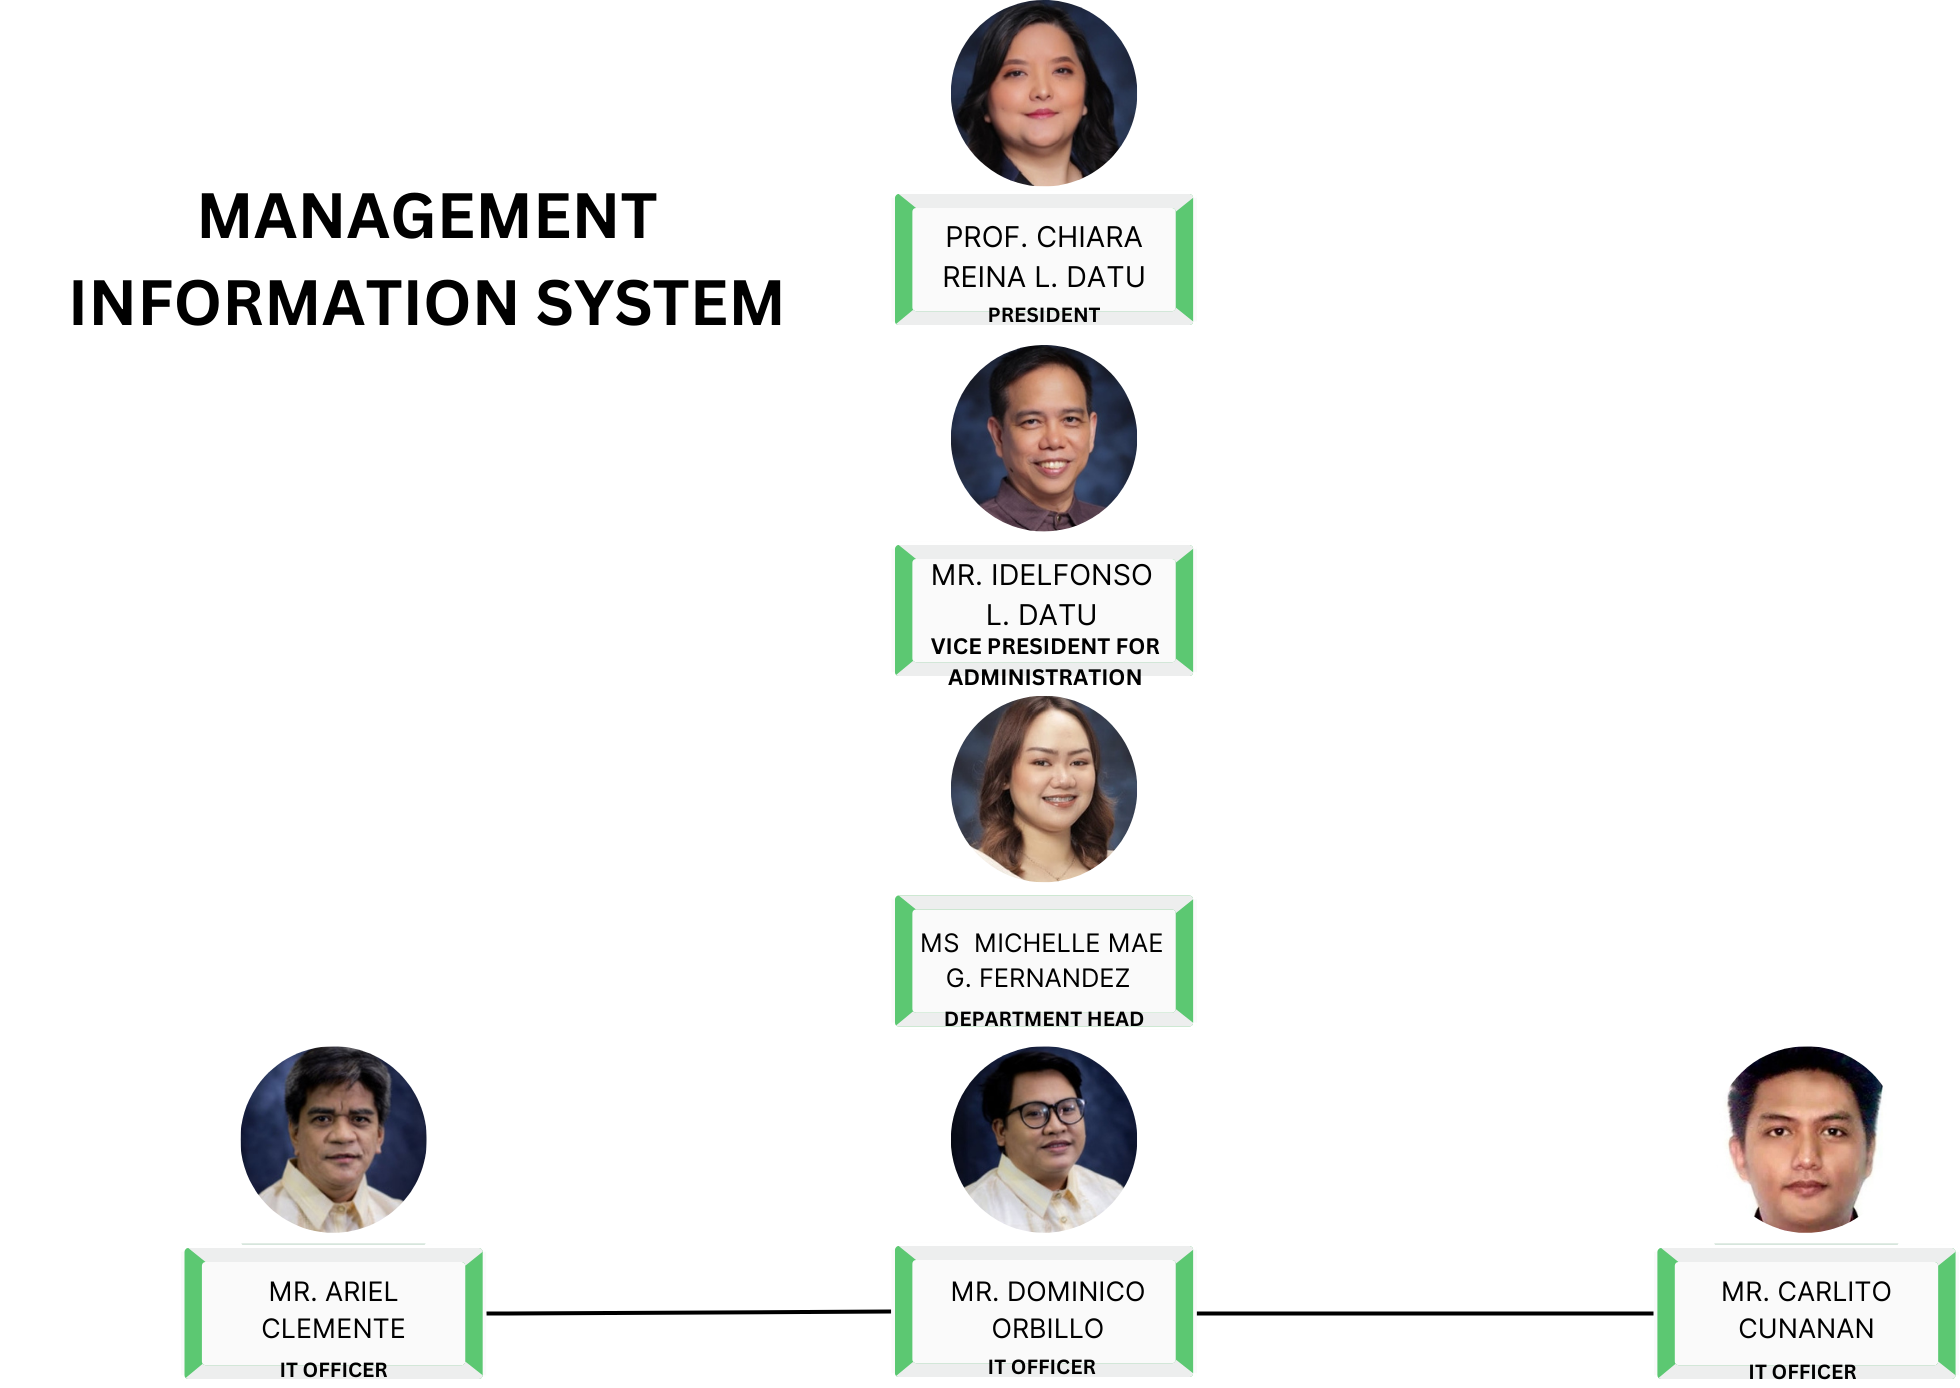 MANAGEMENT
INFORMATION SYSTEM
PROF. CHIARA
REINA L. DATU
PRESIDENT
MR. IDELFONSO
L. DATU
VICE PRESIDENT FOR
ADMINISTRATION
MS MICHELLE MAE
G. FERNANDEZ
DEPARTMENT HEAD
MR. ARIEL
CLEMENTE
IT OFFICER
MR. DOMINICO
ORBILLO
IT OFFICER
MR. CARLITO
CUNANAN
IT OFFICER